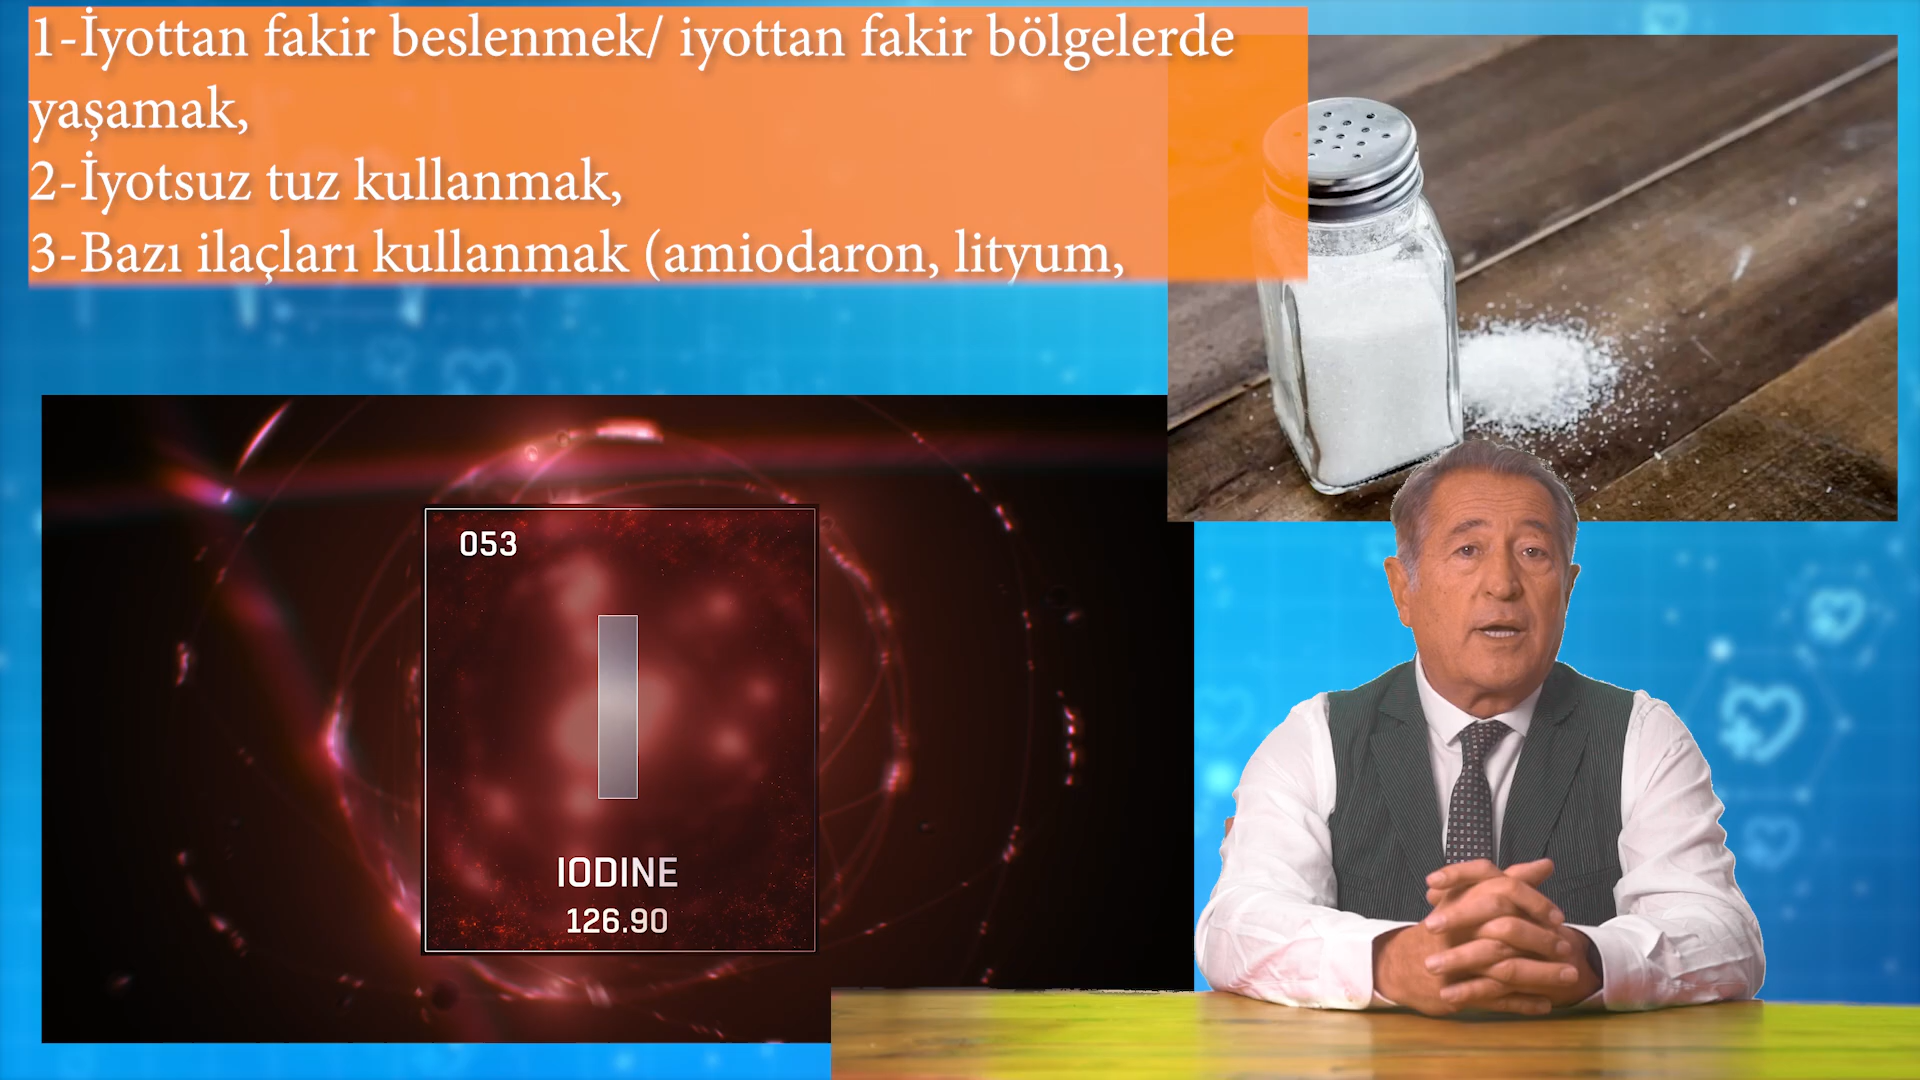 1-İyottan fakir beslenmek/ iyottan fakir bölgelerde
yaşamak,
2-İyotsuz tuz kullanmak,
3-Bazı ilaçları kullanmak (amiodaron, lityum,
053
I
IODINE
126.90